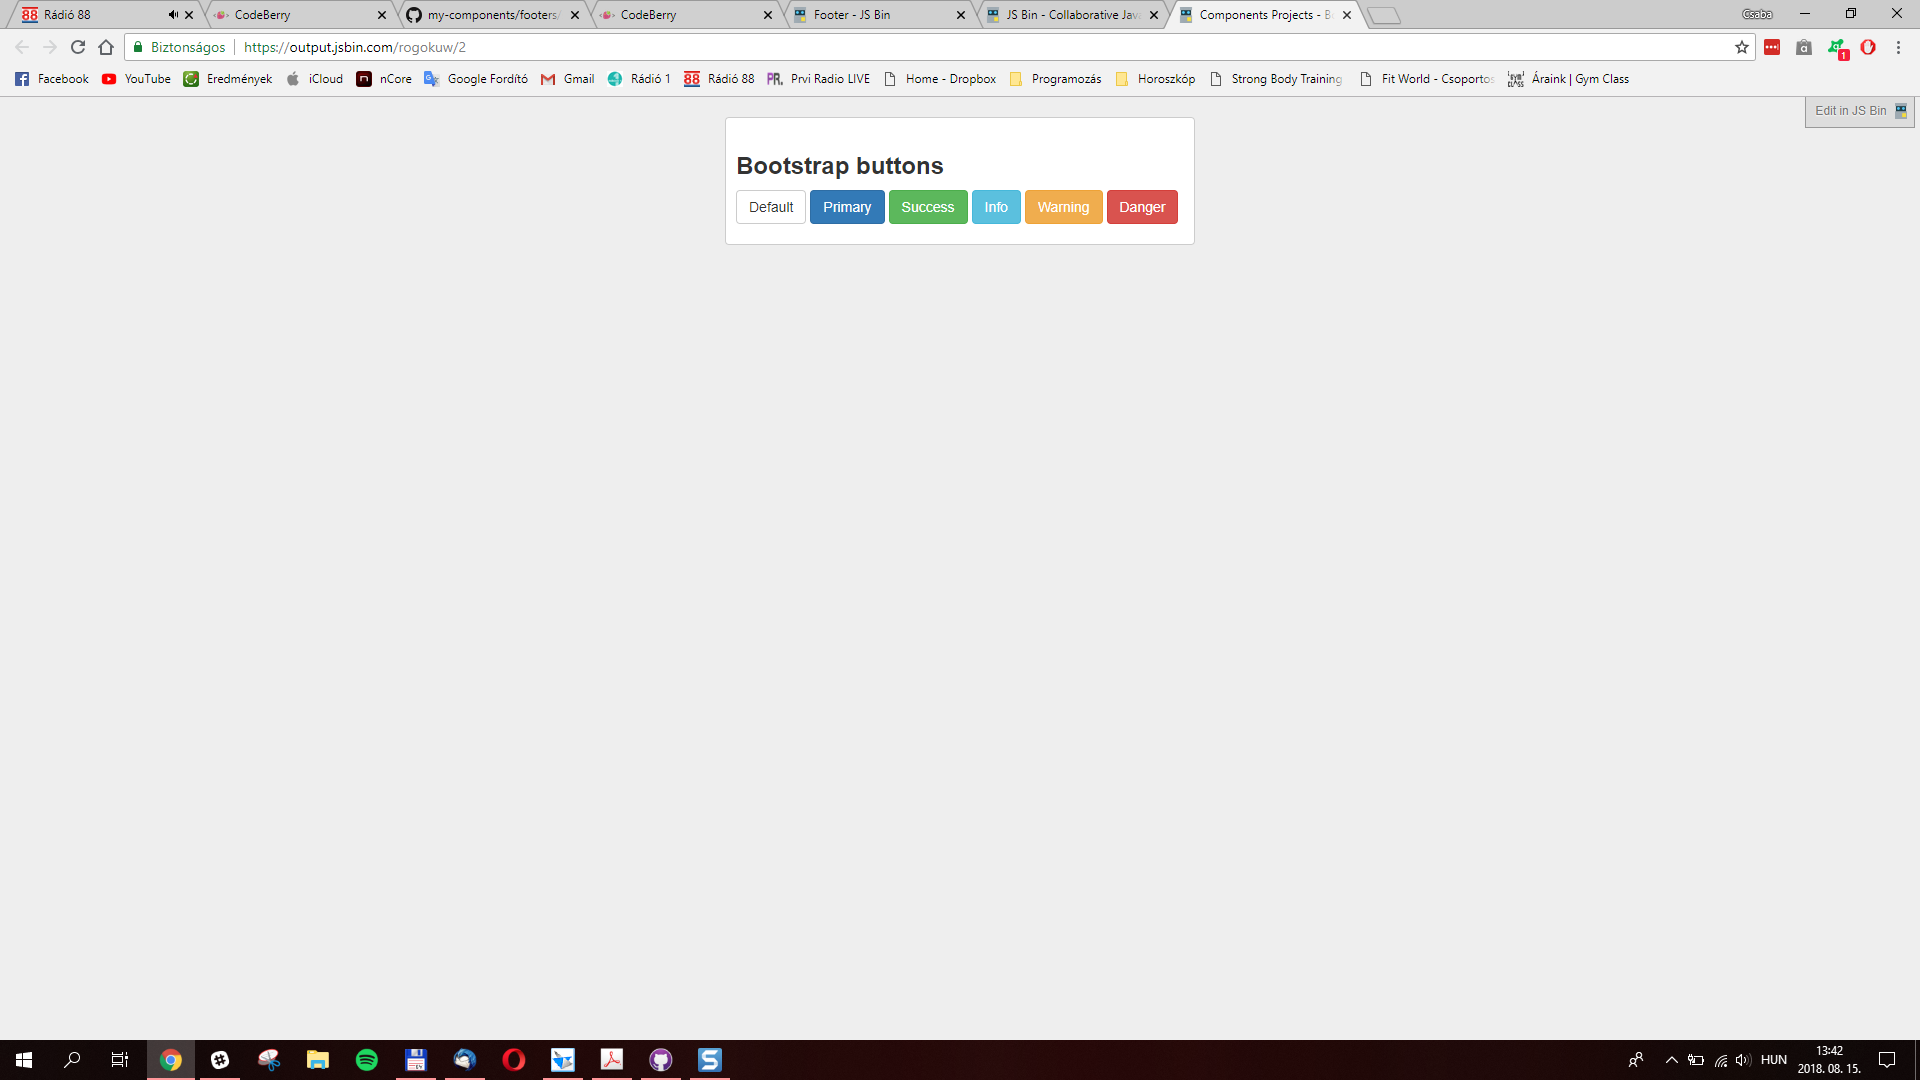 Rádió 88
CodeBerry
my-components/footers/
CodeBerry
Footer - JS Bin
JS Bin - Collaborative Jav
Components Projects - B
Csaba
Biztonságos
https://output.jsbin.com/rogokuw/2
1
Facebook
YouTube
Eredmények
iCloud
nCore
Google Fordító
Gmail
Rádió 1
88
Rádió 88
PR.
Prvi Radio LIVE
Home - Dropbox
Programozás
Horoszkóp
Strong Body Training
Fit World - Csoportos
Áraink | Gym Class
Edit in JS Bin
Bootstrap buttons
Default
Primary
Success
Info
Warning
Danger
HUN
13:42
2018. 08. 15.